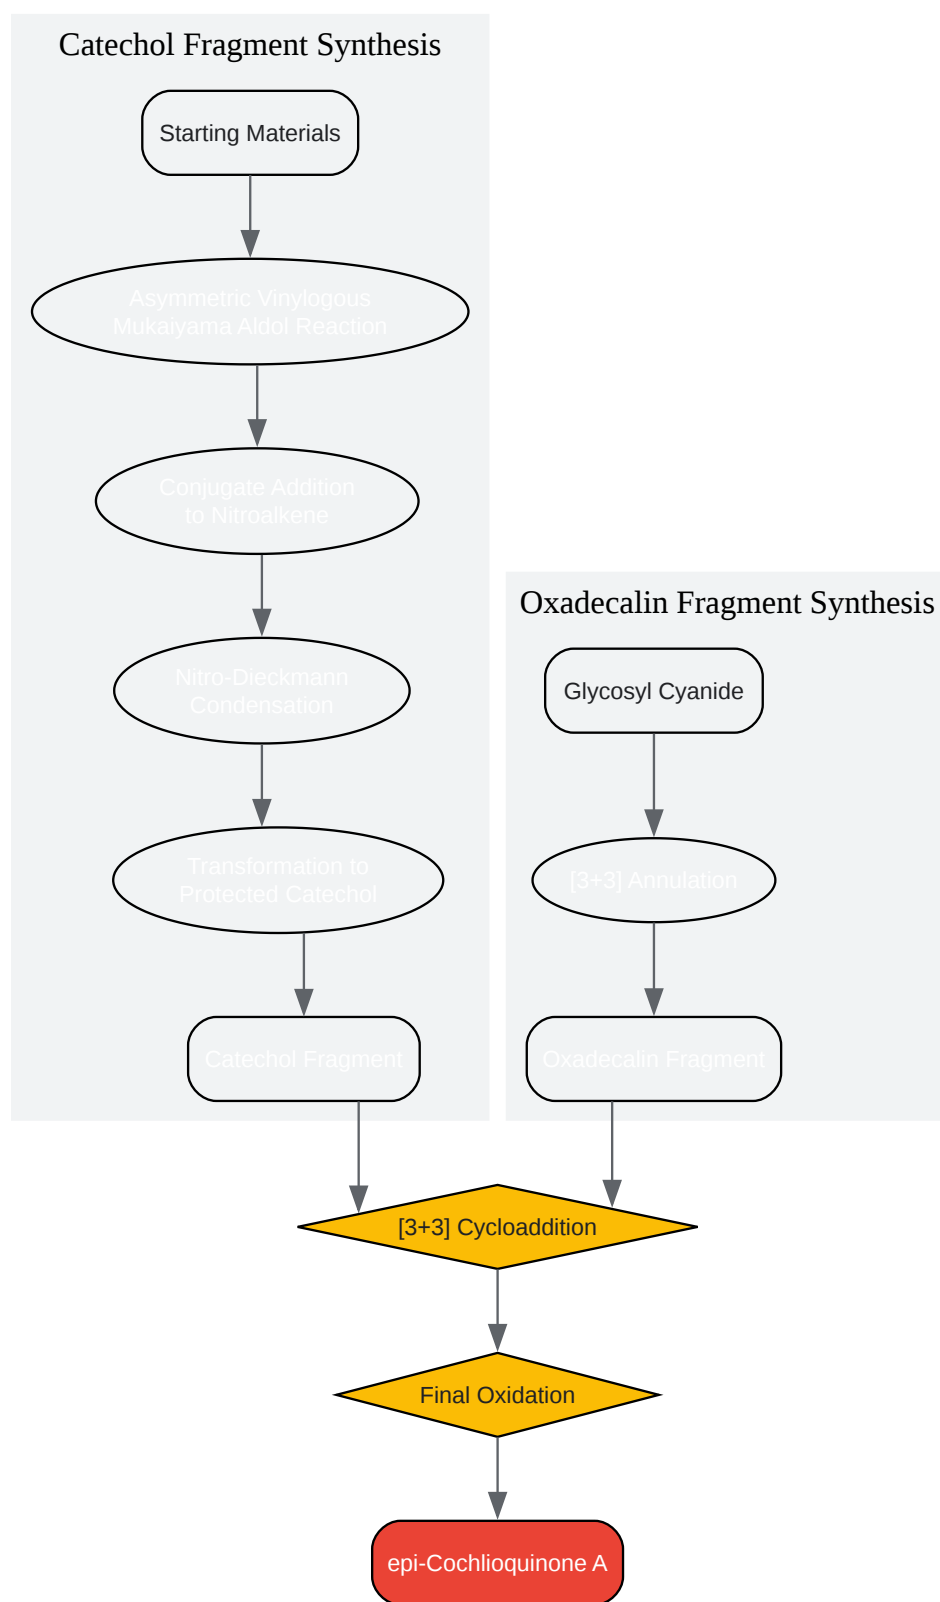 Catechol Fragment Synthesis
Starting Materials
Asymmetric Vinylogous
Mukaiyama Aldol Reaction
Conjugate Addition
to Nitroalkene
Nitro-Dieckmann
Condensation
Transformation to
Protected Catechol
Catechol Fragment
Oxadecalin Fragment Synthesis
Glycosyl Cyanide
[3+3] Annulation
Oxadecalin Fragment
[3+3] Cycloaddition
Final Oxidation
epi-Cochlioquinone A